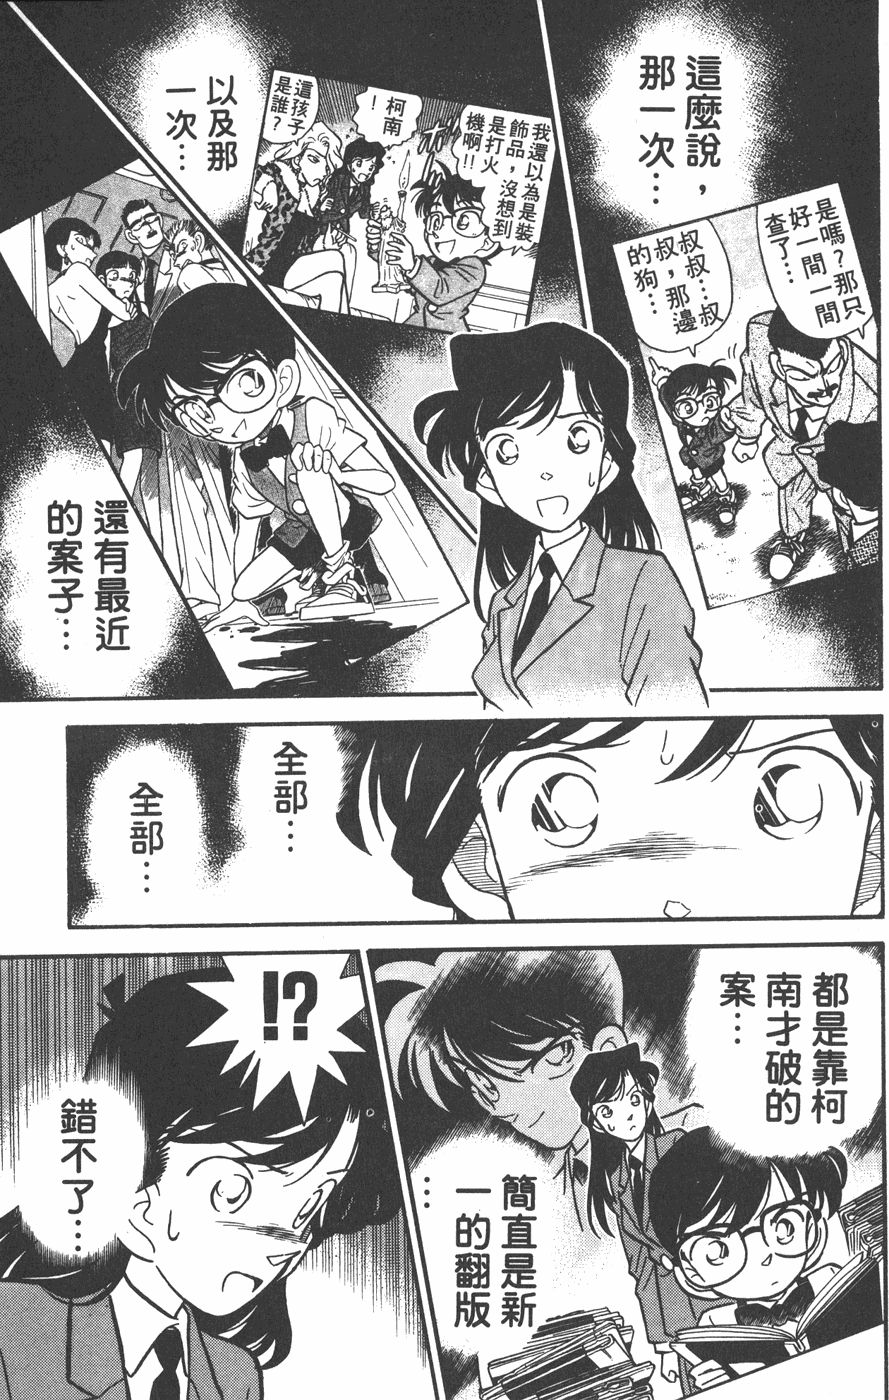 這麼說，
那一次…
是嗎？那只
好一間一間
查了…
叔叔…
叔，那邊叔
的狗…
我還以為是裝
飾品，沒想到
是打火
機啊!!
柯南
！
這孩子
是誰？
以及那
一次…
還有最近
的案子…
全部…
全部…
都是靠柯
南才破的
案…
簡直是新
一的翻版
…
!?
錯不了…